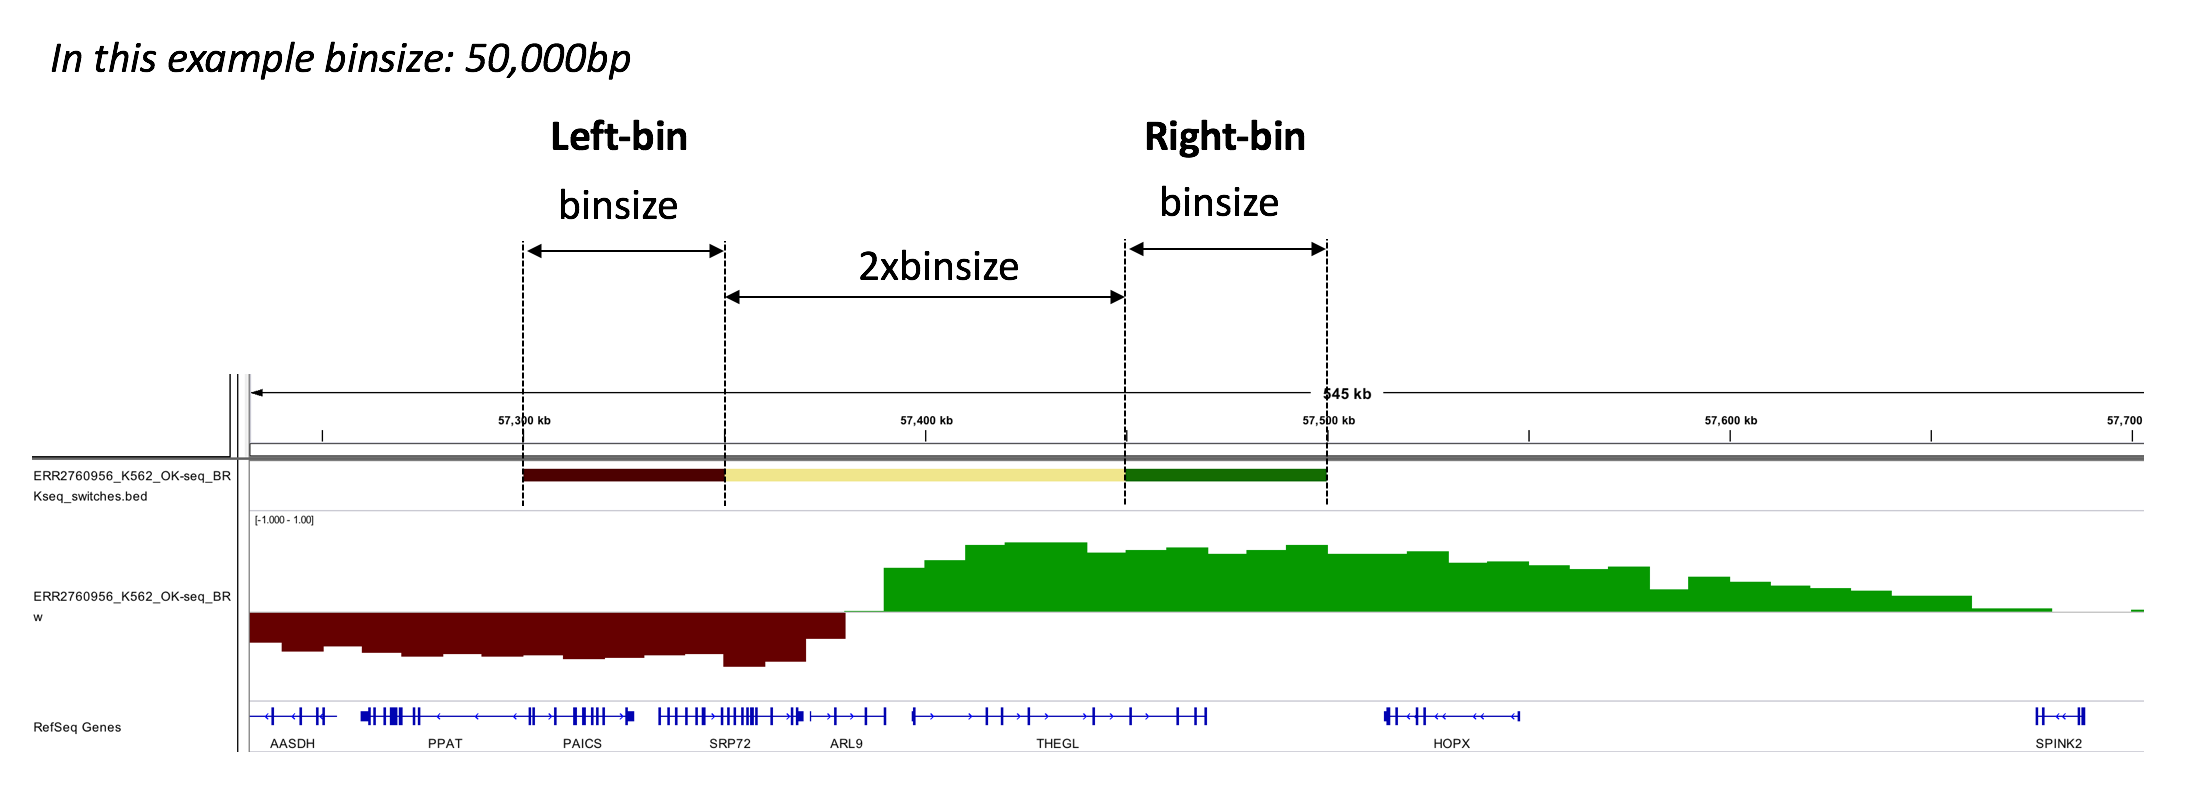 In this example binsize: 50,000bp
Left-bin
Right-bin
binsize
binsize
2xbinsize
545 kb
57,300 kb
57,400 kb
57,500 kb
57,600 kb
57,700
ERR2760956_K562_OK-seq_BR
Kseq_switches.bed
[-1.000 - 1.00]
ERR2760956_K562_OK-seq_BR
w
RefSeq Genes
AASDH
PPAT
PAICS
SRP72
ARL9
THEGL
HOPX
SPINK2